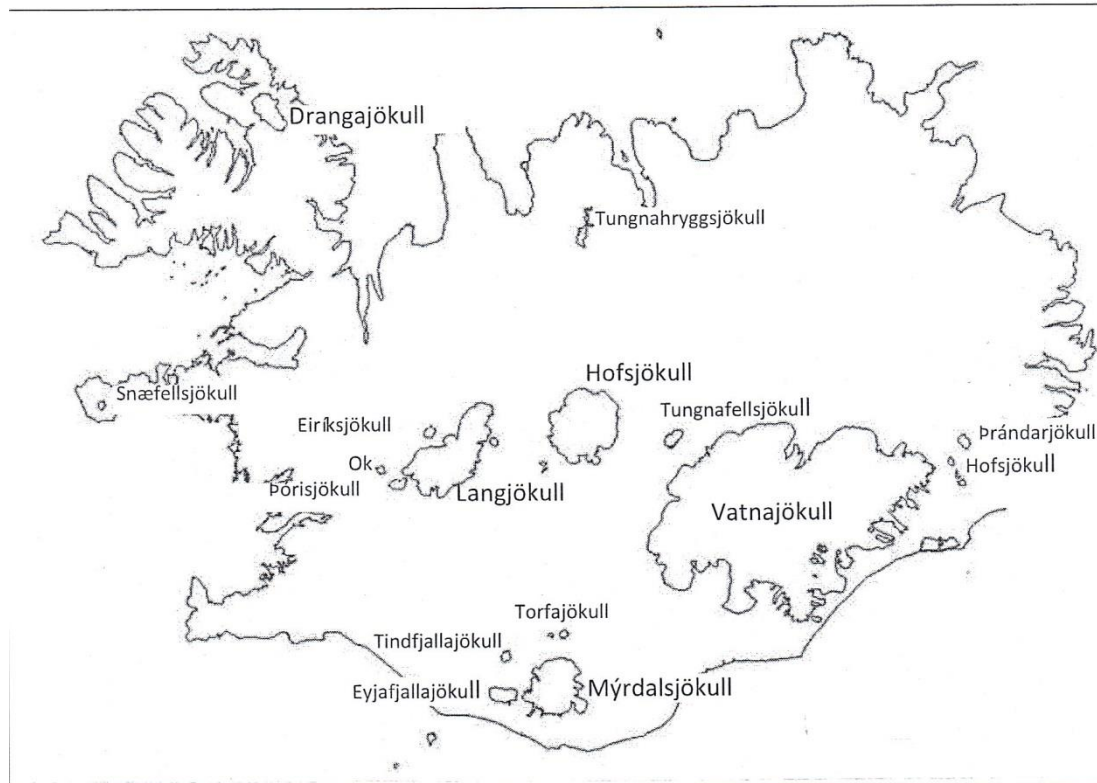 Drangajökull
Tungnahryggsjökull
Hofsjökull
Snæfellsjökull
Tungnafellsjökull
Eiríksjökull
Þrándarjökull
Ok
Hofsjökull
Þórisjökull
Langjökull
Vatnajökull
Torfajökull
Tindfjallajökull
Eyjafjallajökull
Mýrdalsjökull